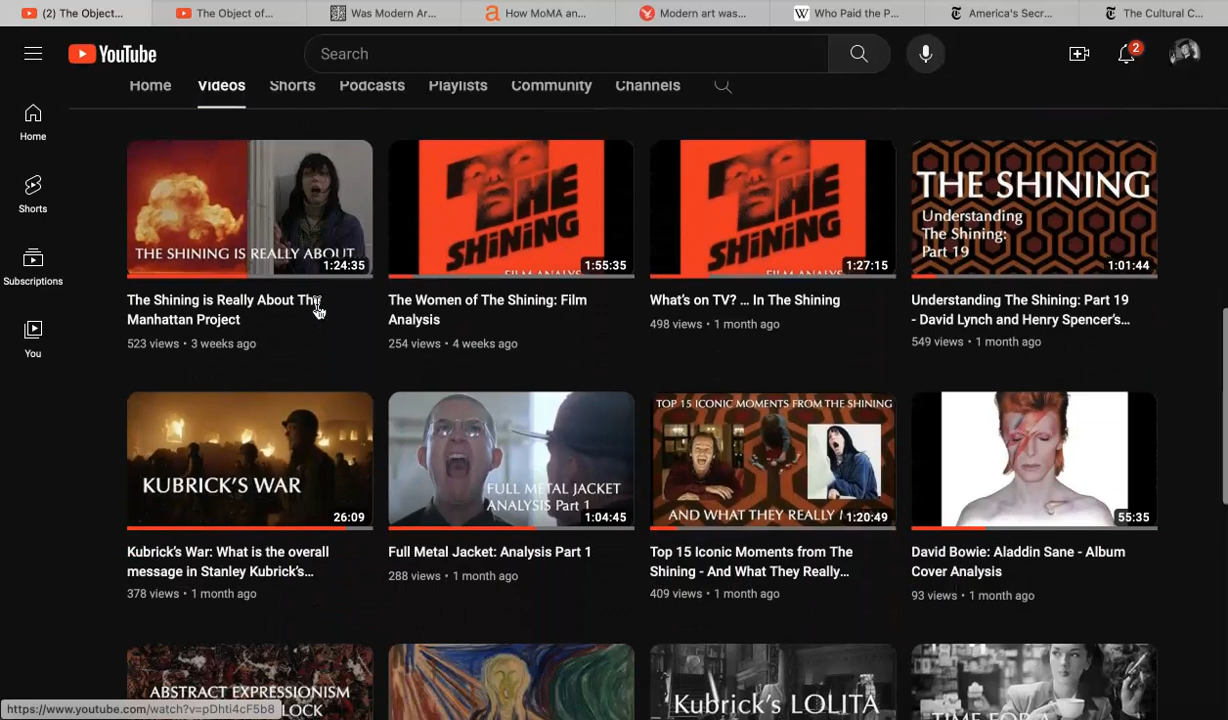 (2) The Object...
The Object of...
Was Modern Ar...
How MoMA an...
Modern art was...
Who Paid the P...
America's Secr...
The Cultural C...
YouTube
Search
2
Home
Videos
Shorts
Podcasts
Playlists
Community
Channels
Home
Shorts
Subscriptions
You
THE SHINING IS REALLY ABOUT
1:24:35
The Shining is Really About The
Manhattan Project
523 views • 3 weeks ago
THE
SHiNiNG
FILM ANALYSIS
1:55:35
The Women of The Shining: Film
Analysis
254 views • 4 weeks ago
THE
SHiNiNG
1:27:15
What's on TV? ... In The Shining
498 views • 1 month ago
THE SHINING
Understanding
The Shining:
Part 19
1:01:44
Understanding The Shining: Part 19
- David Lynch and Henry Spencer's...
549 views • 1 month ago
KUBRICK'S WAR
26:09
Kubrick's War: What is the overall
message in Stanley Kubrick's...
378 views • 1 month ago
FULL METAL JACKET
ANALYSIS Part 1
1:04:45
Full Metal Jacket: Analysis Part 1
288 views • 1 month ago
TOP 15 ICONIC MOMENTS FROM THE SHINING
AND WHAT THEY REALLY
1:20:49
Top 15 Iconic Moments from The
Shining - And What They Really...
409 views • 1 month ago
55:35
David Bowie: Aladdin Sane - Album
Cover Analysis
93 views • 1 month ago
ABSTRACT EXPRESSIONISM
LOCK
Kubrick's LOLITA
TIME FOR
https://www.youtube.com/watch?v=pDhti4cF5b8